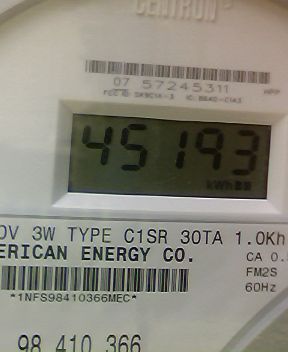 CENTRON
07 57245311
45193
kWh
0V 3W TYPE C1SR 30TA 1.0Kh
ERICAN ENERGY CO.
CA 0.
FM2S
*1NFS98410366MEC*
60Hz
98 410 366